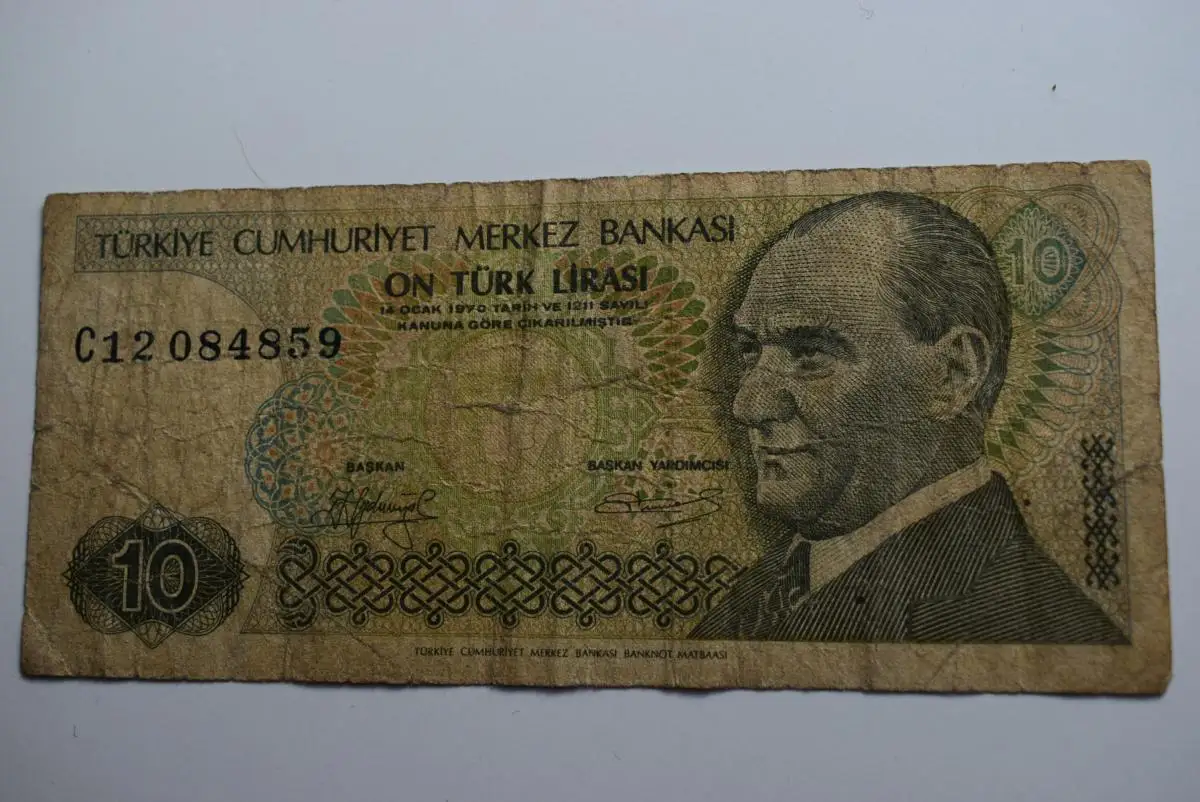 TÜRKİYE CUMHURİYET MERKEZ BANKASI
ON TÜRK LİRASI
14 OCAK 1970 TARİH VE 1211 SAYILI
KANUNA GÖRE ÇIKARILMIŞTIR.
10
C12 084859
BAŞKAN
BAŞKAN YARDIMCISI
10
TÜRKİYE CUMHURİYET MERKEZ BANKASI BANKNOT MATBAASI